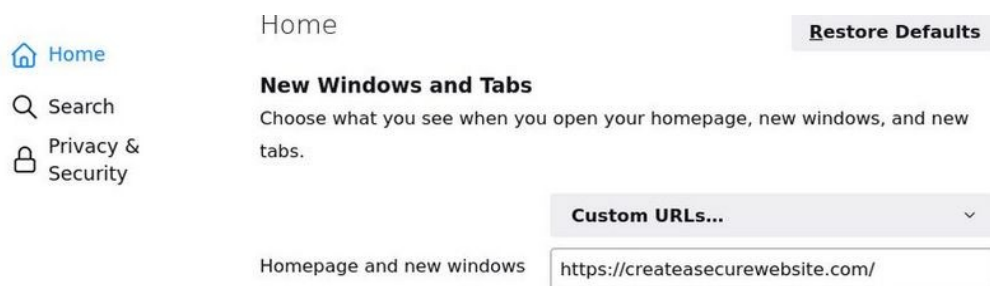 Home
Search
Privacy &
Security
Home
Restore Defaults
New Windows and Tabs
Choose what you see when you open your homepage, new windows, and new
tabs.
Custom URLs...
Homepage and new windows
https://createasecurewebsite.com/